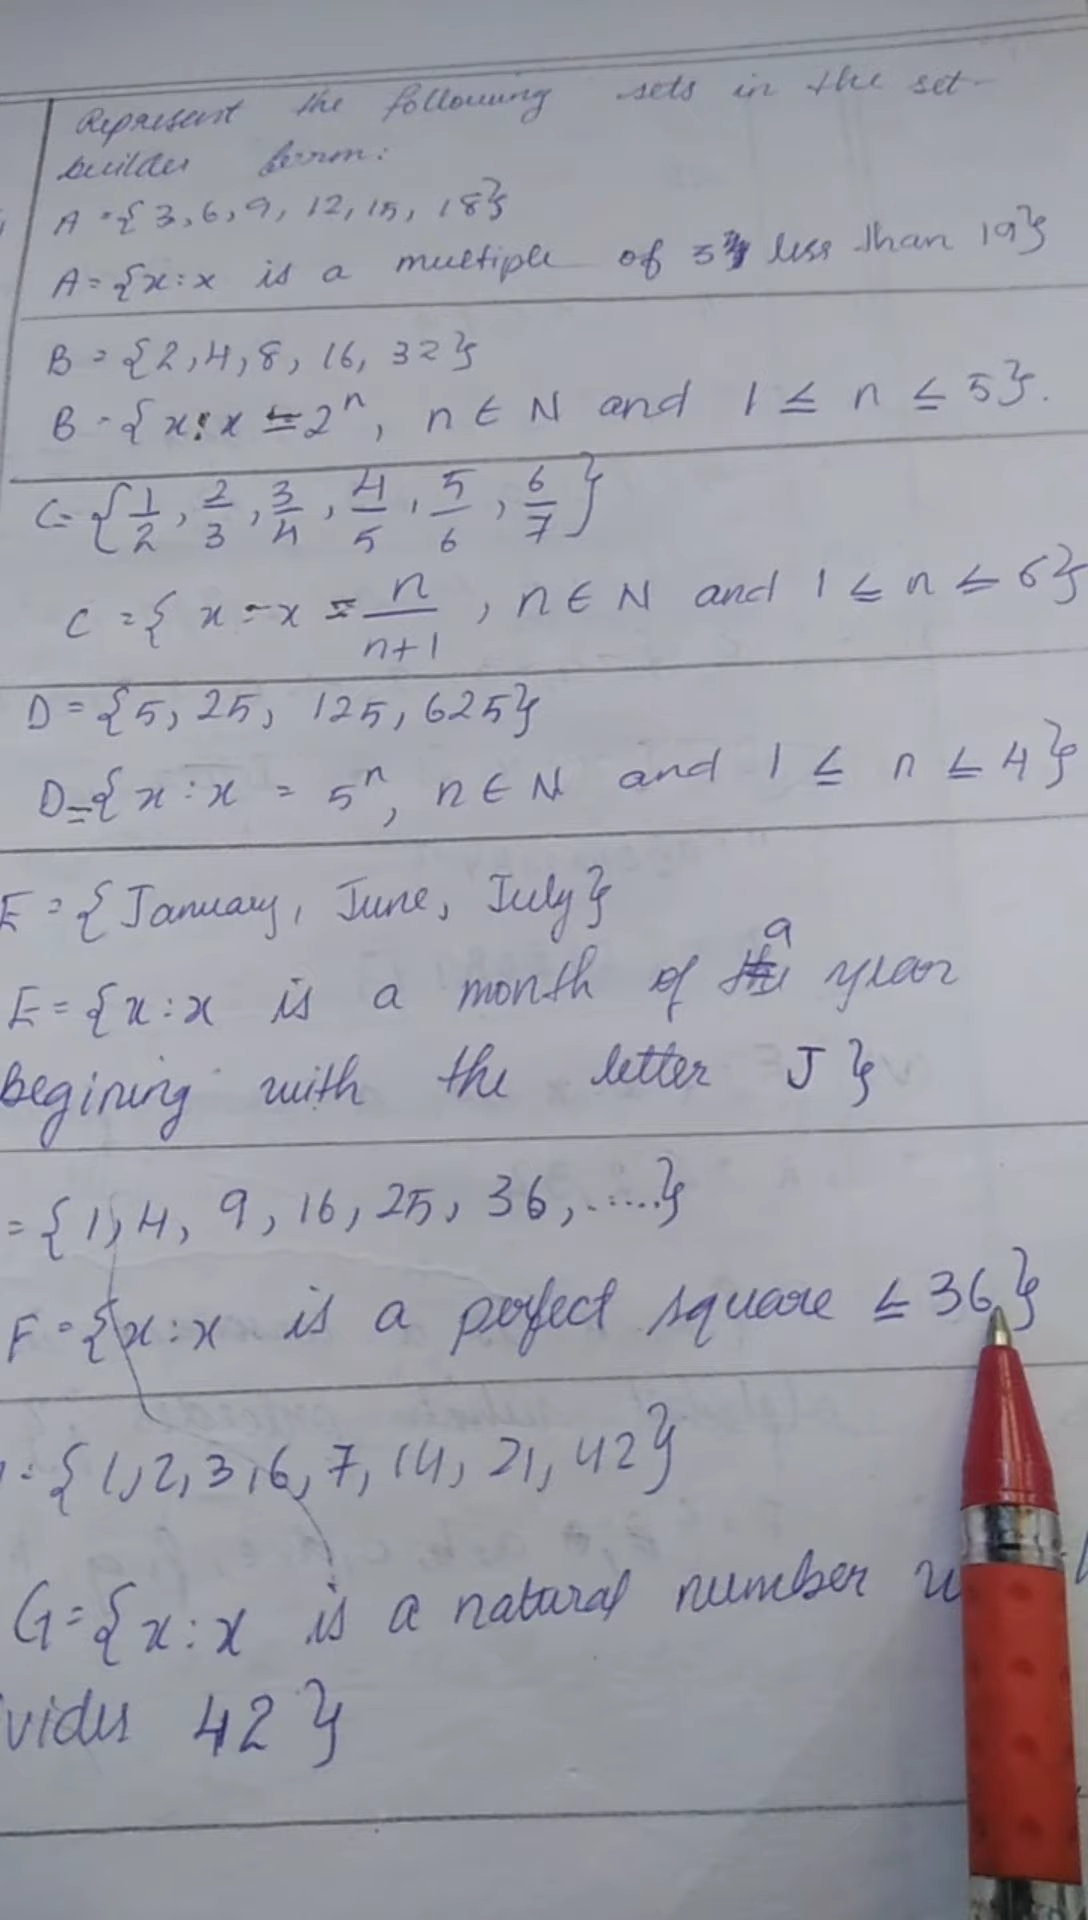 Represent the following sets in the set-
builder form:
A = {3, 6, 9, 12, 15, 18}
A = {x : x is a multiple of 3 less than 19}
B = {2, 4, 8, 16, 32}
B = {x : x = 2ⁿ, n ∈ N and 1 ≤ n ≤ 5}.
C = {1/2, 2/3, 3/4, 4/5, 5/6, 6/7}
C = { x - x = n/(n+1), n ∈ N and 1 ≤ n ≤ 6}
D = {5, 25, 125, 625}
D = {x : x = 5ⁿ, n ∈ N and 1 ≤ n ≤ 4}
E = {January, June, July}
E = {x : x is a month of a year
begining with the letter J}
= {1, 4, 9, 16, 25, 36, ......}
F = {x : x is a perfect square ≤ 36}
= {1, 2, 3, 6, 7, 14, 21, 42}
G = {x : x is a natural number
vides 42}